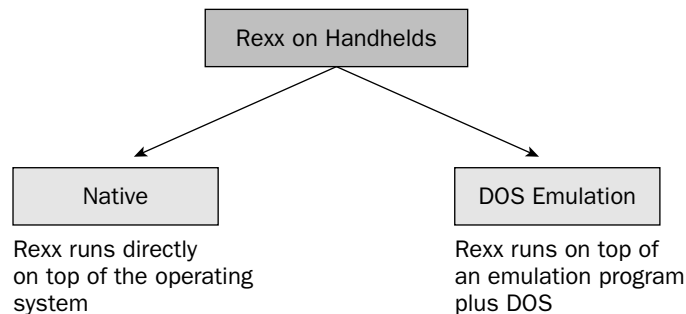 Rexx on Handhelds
Native
Rexx runs directly
on top of the operating
system
DOS Emulation
Rexx runs on top of
an emulation program
plus DOS